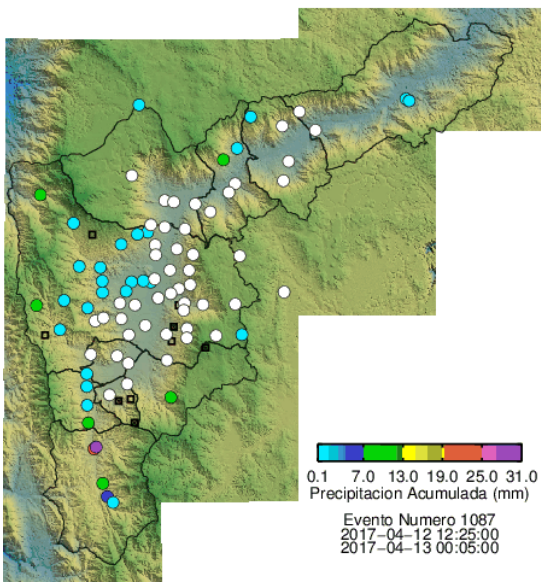 0.1 7.0 13.0 19.0 25.0 31.0
Precipitacion Acumulada (mm)
Evento Numero 1087
2017-04-12 12:25:00
2017-04-13 00:05:00